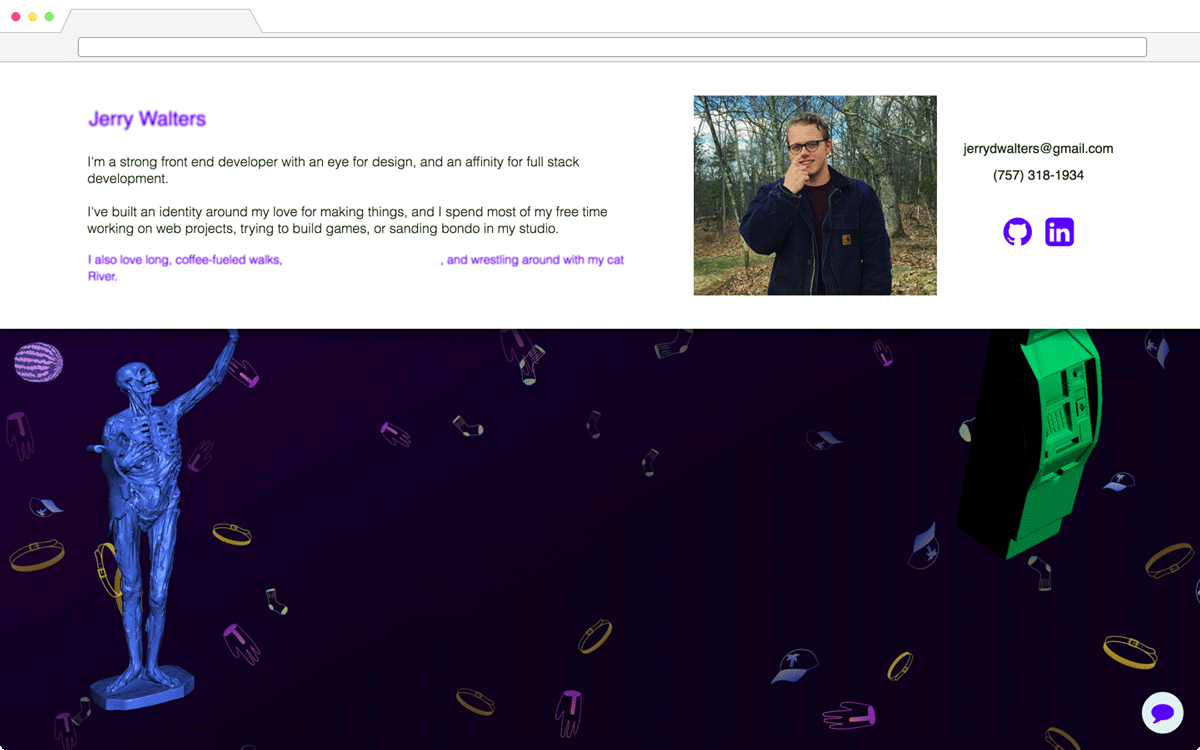 Jerry Walters
I'm a strong front end developer with an eye for design, and an affinity for full stack
development.
I've built an identity around my love for making things, and I spend most of my free time
working on web projects, trying to build games, or sanding bondo in my studio.
I also love long, coffee-fueled walks, , and wrestling around with my cat
River.
jerrydwalters@gmail.com
(757) 318-1934
in